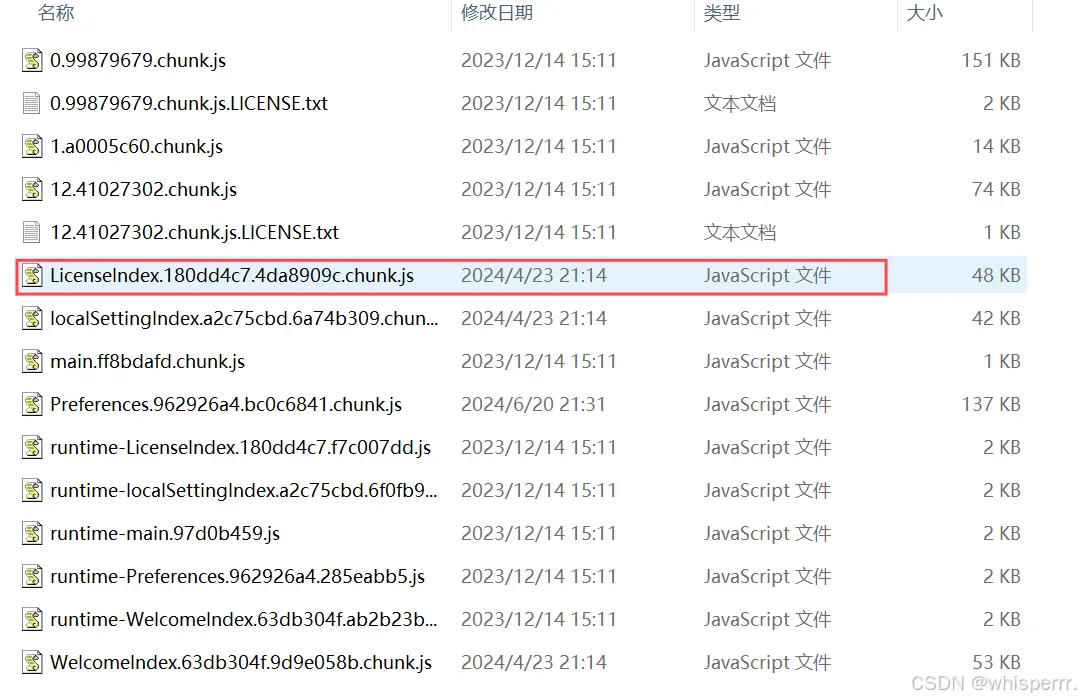 名称 修改日期 类型 大小
0.99879679.chunk.js 2023/12/14 15:11 JavaScript 文件 151 KB
0.99879679.chunk.js.LICENSE.txt 2023/12/14 15:11 文本文档 2 KB
1.a0005c60.chunk.js 2023/12/14 15:11 JavaScript 文件 14 KB
12.41027302.chunk.js 2023/12/14 15:11 JavaScript 文件 74 KB
12.41027302.chunk.js.LICENSE.txt 2023/12/14 15:11 文本文档 1 KB
LicenseIndex.180dd4c7.4da8909c.chunk.js 2024/4/23 21:14 JavaScript 文件 48 KB
localSettingIndex.a2c75cbd.6a74b309.chun... 2024/4/23 21:14 JavaScript 文件 42 KB
main.ff8bdafd.chunk.js 2023/12/14 15:11 JavaScript 文件 1 KB
Preferences.962926a4.bc0c6841.chunk.js 2024/6/20 21:31 JavaScript 文件 137 KB
runtime-LicenseIndex.180dd4c7.f7c007dd.js 2023/12/14 15:11 JavaScript 文件 2 KB
runtime-localSettingIndex.a2c75cbd.6f0fb9... 2023/12/14 15:11 JavaScript 文件 2 KB
runtime-main.97d0b459.js 2023/12/14 15:11 JavaScript 文件 2 KB
runtime-Preferences.962926a4.285eabb5.js 2023/12/14 15:11 JavaScript 文件 2 KB
runtime-WelcomeIndex.63db304f.ab2b23b... 2023/12/14 15:11 JavaScript 文件 2 KB
WelcomeIndex.63db304f.9d9e058b.chunk.js 2024/4/23 21:14 JavaScript 文件 53 KB
CSDN @whisperrr.